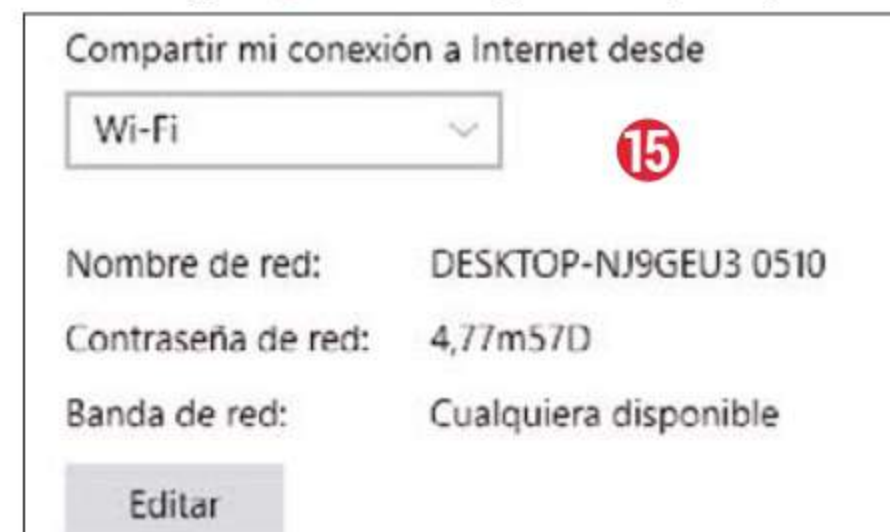 Compartir mi conexión a Internet desde
Wi-Fi
15
Nombre de red: DESKTOP-NJ9GEU3 0510
Contraseña de red: 4,77m57D
Banda de red: Cualquiera disponible
Editar